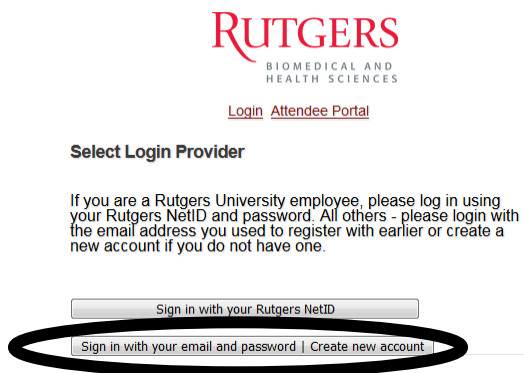 RUTGERS
BIOMEDICAL AND
HEALTH SCIENCES
Login Attendee Portal
Select Login Provider
If you are a Rutgers University employee, please log in using
your Rutgers NetID and password. All others - please login with
the email address you used to register with earlier or create a
new account if you do not have one.
Sign in with your Rutgers NetID
Sign in with your email and password | Create new account